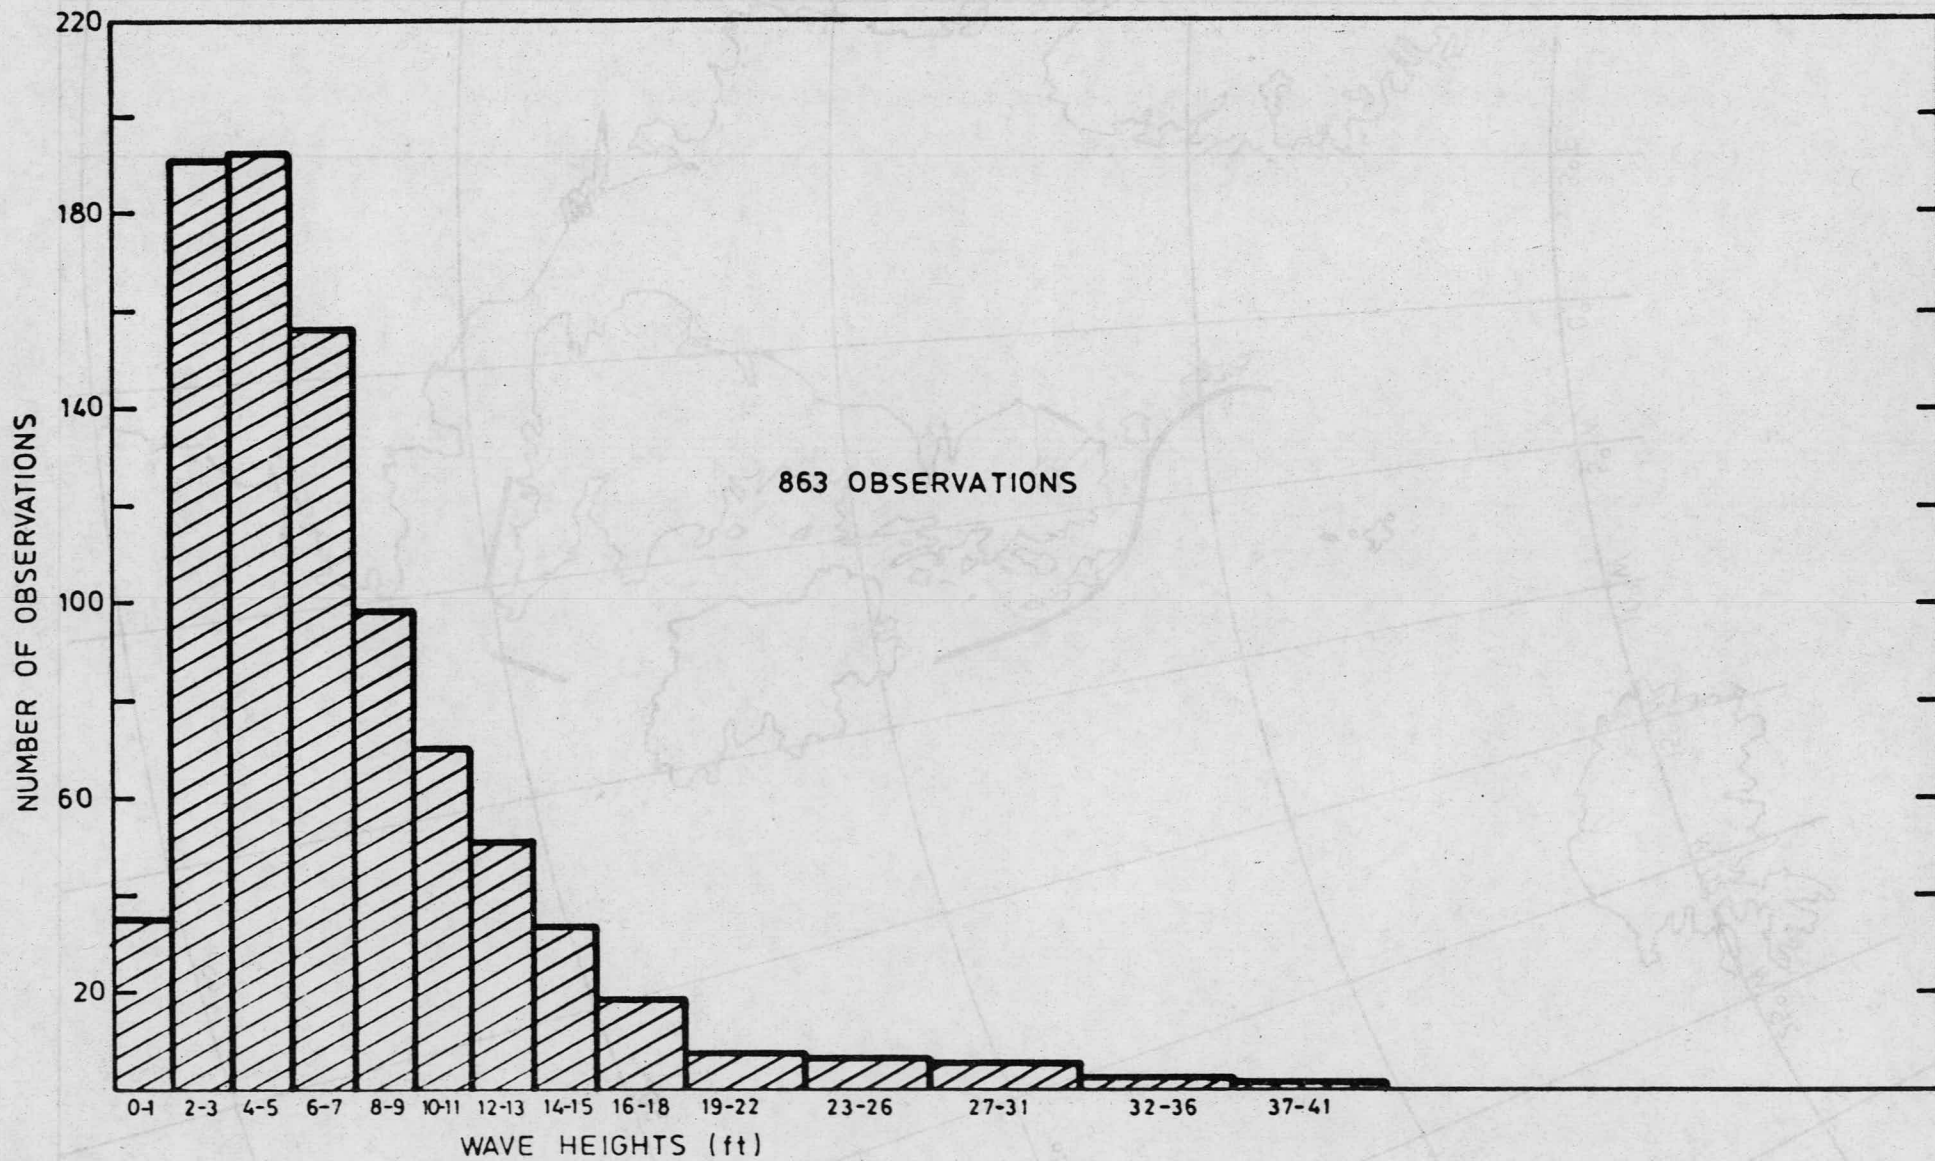 220
180
140
100
60
20
NUMBER OF OBSERVATIONS
863 OBSERVATIONS
0-1 2-3 4-5 6-7 8-9 10-11 12-13 14-15 16-18 19-22 23-26 27-31 32-36 37-41
WAVE HEIGHTS (ft)